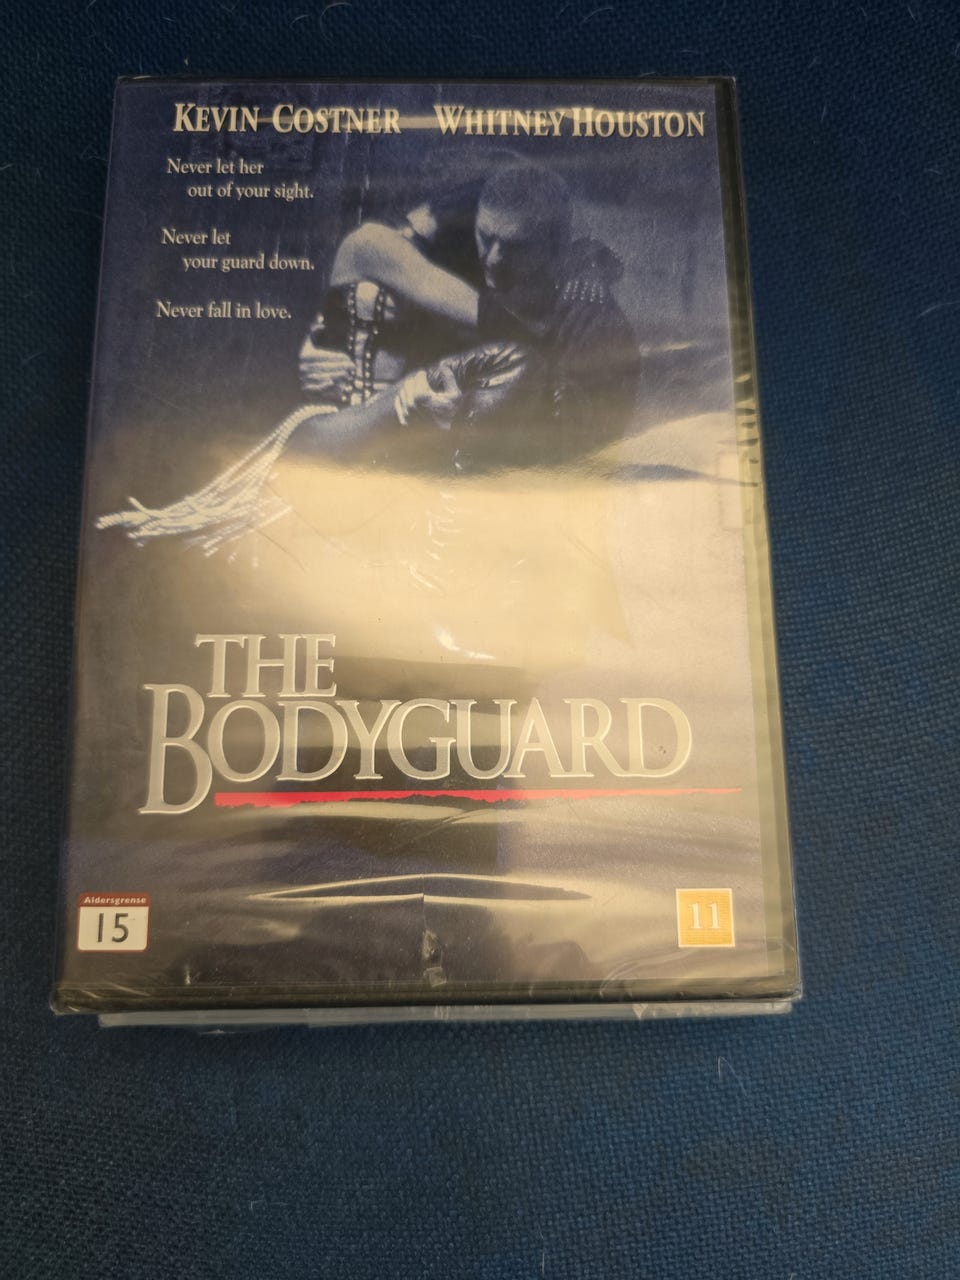 KEVIN COSTNER WHITNEY HOUSTON
Never let her
out of your sight.
Never let
your guard down.
Never fall in love.
THE
BODYGUARD
Aldersgrense
15
11